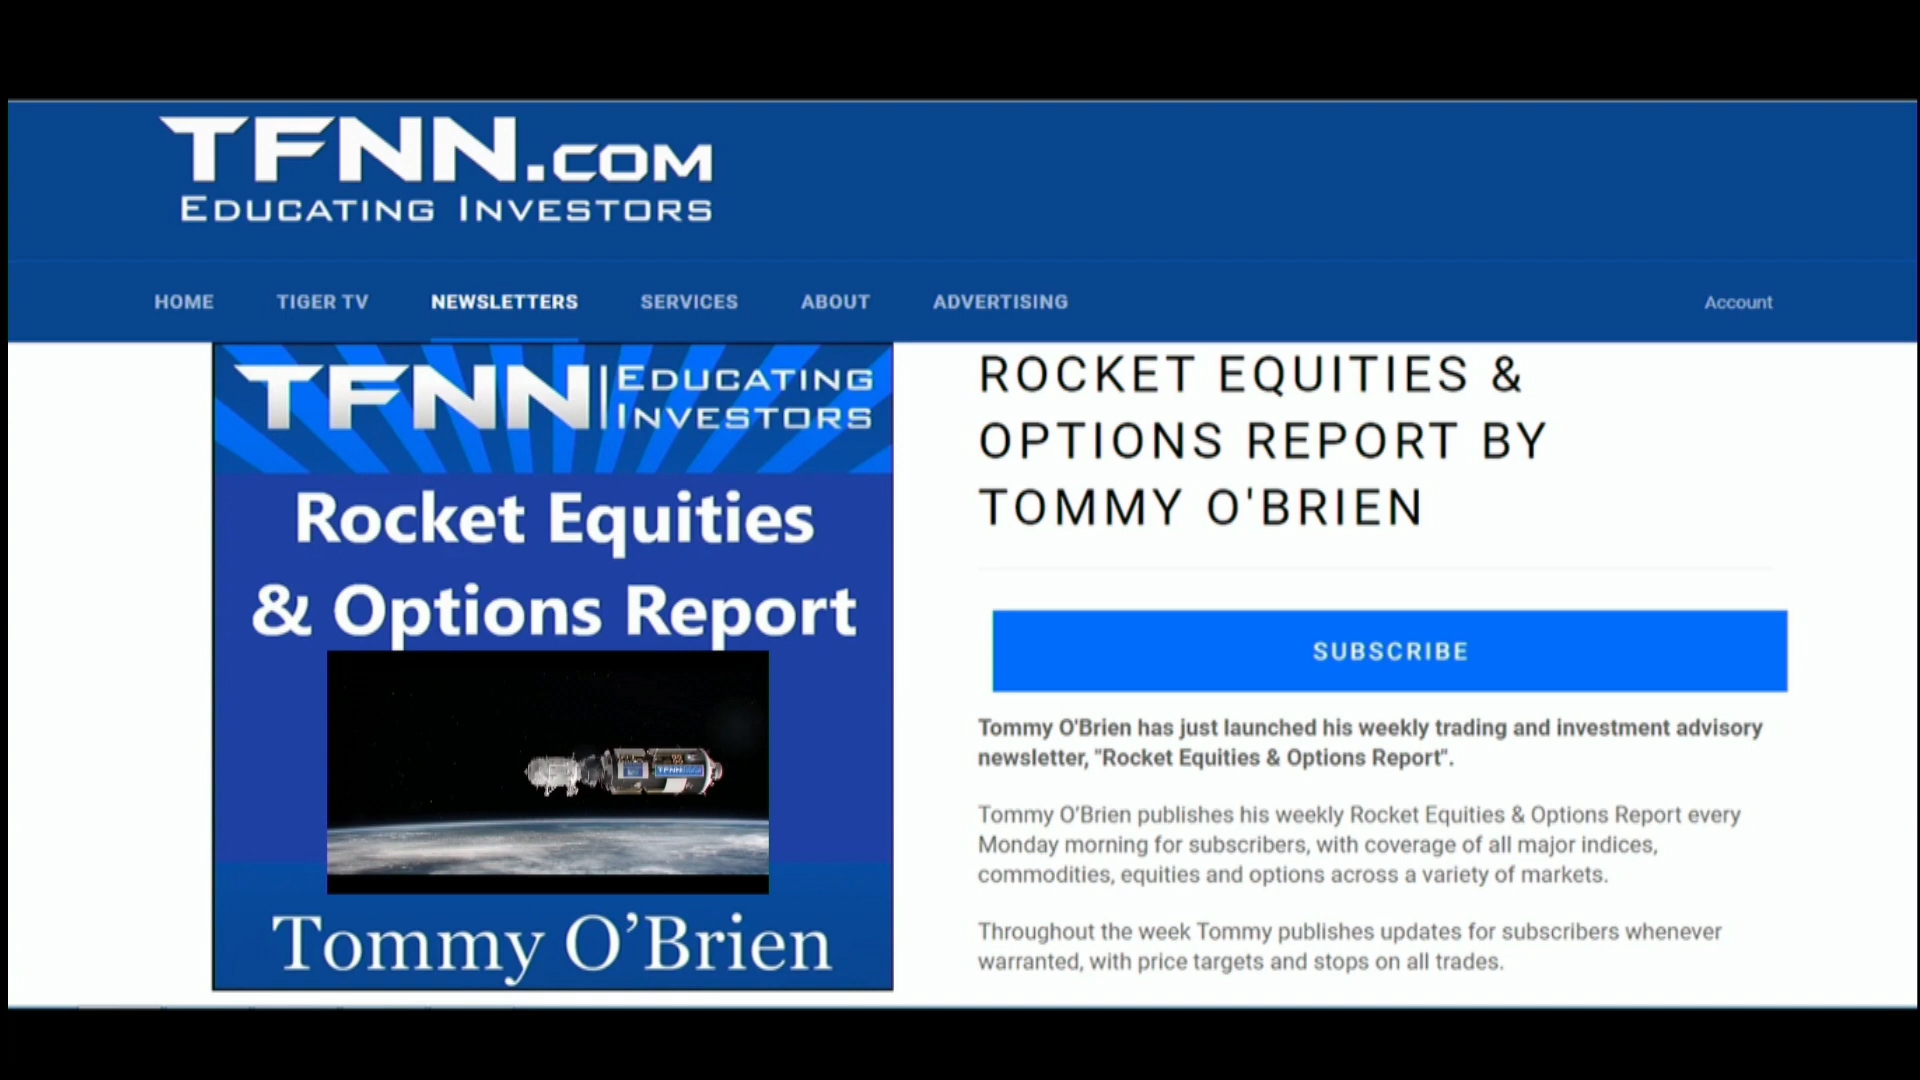 TFNN.COM
EDUCATING INVESTORS
HOME TIGER TV NEWSLETTERS SERVICES ABOUT ADVERTISING Account
TFNN EDUCATING
INVESTORS
Rocket Equities
& Options Report
TFNN
Tommy O’Brien
ROCKET EQUITIES &
OPTIONS REPORT BY
TOMMY O'BRIEN
SUBSCRIBE
Tommy O'Brien has just launched his weekly trading and investment advisory
newsletter, "Rocket Equities & Options Report".
Tommy O'Brien publishes his weekly Rocket Equities & Options Report every
Monday morning for subscribers, with coverage of all major indices,
commodities, equities and options across a variety of markets.
Throughout the week Tommy publishes updates for subscribers whenever
warranted, with price targets and stops on all trades.